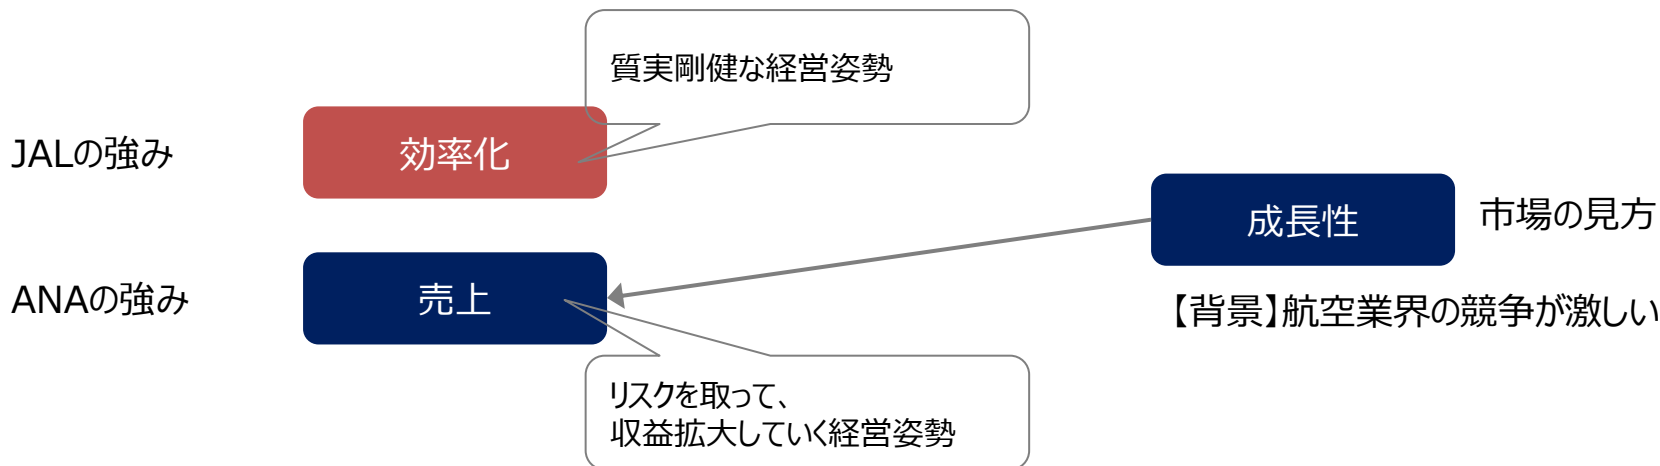 質実剛健な経営姿勢
JALの強み
効率化
成長性
市場の見方
ANAの強み
売上
【背景】航空業界の競争が激しい
リスクを取って、
収益拡大していく経営姿勢